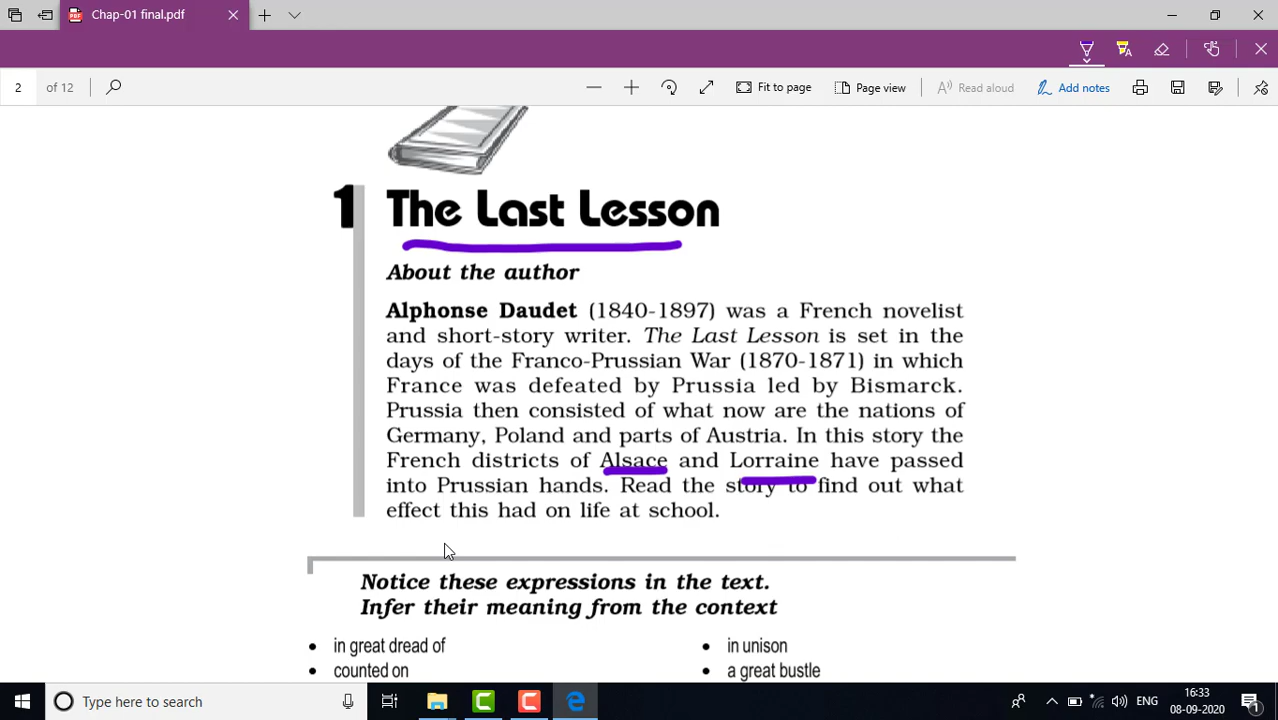 Chap-01 final.pdf
2 of 12 Fit to page Page view Read aloud Add notes
1 The Last Lesson
About the author
Alphonse Daudet (1840-1897) was a French novelist
and short-story writer. The Last Lesson is set in the
days of the Franco-Prussian War (1870-1871) in which
France was defeated by Prussia led by Bismarck.
Prussia then consisted of what now are the nations of
Germany, Poland and parts of Austria. In this story the
French districts of Alsace and Lorraine have passed
into Prussian hands. Read the story to find out what
effect this had on life at school.
Notice these expressions in the text.
Infer their meaning from the context
• in great dread of • in unison
• counted on • a great bustle
Type here to search ENG 16:33
08-09-2020 1